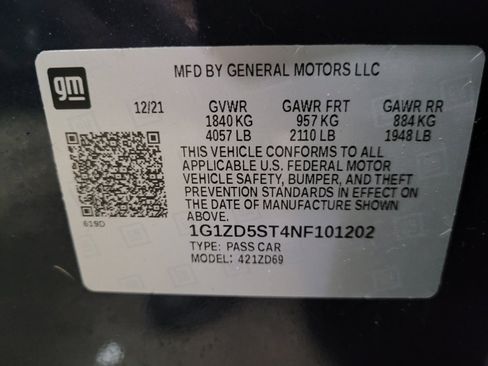 gm
MFD BY GENERAL MOTORS LLC
12/21 GVWR GAWR FRT GAWR RR
1840 KG 957 KG 884 KG
4057 LB 2110 LB 1948 LB
THIS VEHICLE CONFORMS TO ALL
APPLICABLE U.S. FEDERAL MOTOR
VEHICLE SAFETY, BUMPER, AND THEFT
PREVENTION STANDARDS IN EFFECT ON
THE DATE OF MANUFACTURE SHOWN
ABOVE.
619D
1G1ZD5ST4NF101202
TYPE: PASS CAR
MODEL: 421ZD69